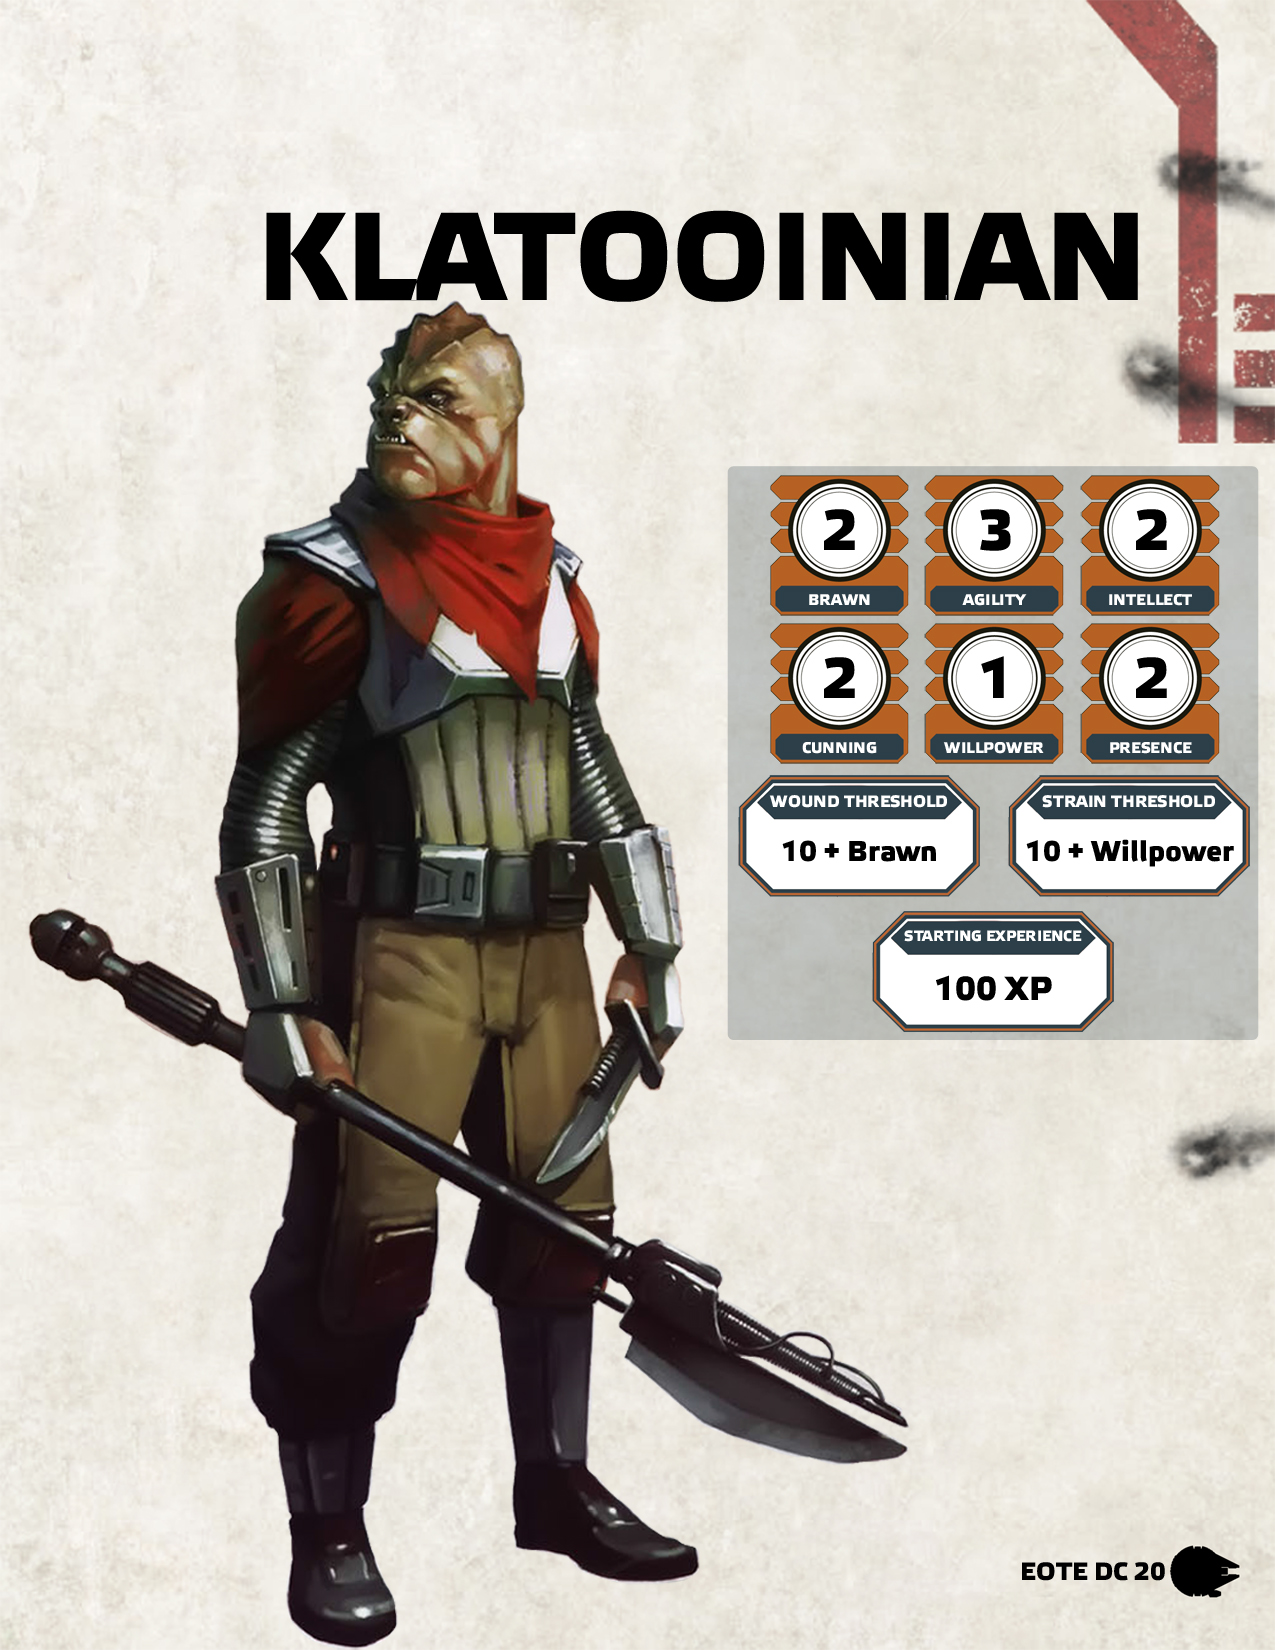 KLATOOINIAN
2 3 2
BRAWN AGILITY INTELLECT
2 1 2
CUNNING WILLPOWER PRESENCE
WOUND THRESHOLD STRAIN THRESHOLD
10 + Brawn 10 + Willpower
STARTING EXPERIENCE
100 XP
EOTE DC 20